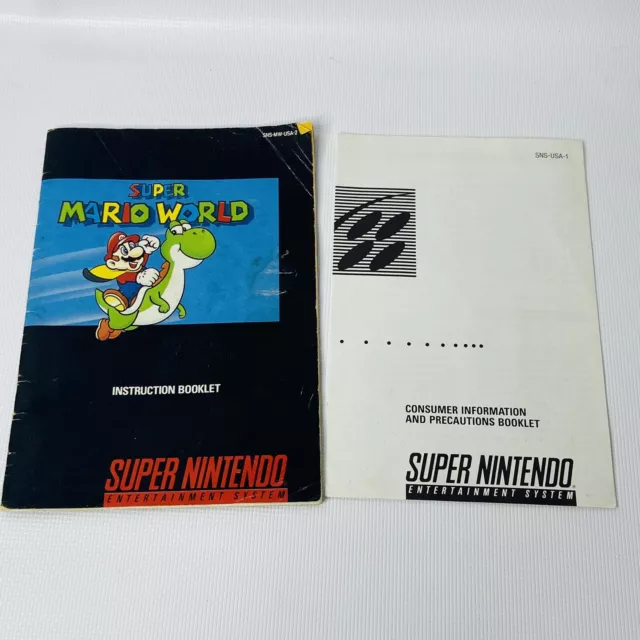 SNS-MW-USA-2
SUPER
MARIO WORLD
INSTRUCTION BOOKLET
SUPER NINTENDO
ENTERTAINMENT SYSTEM
SNS-USA-1
CONSUMER INFORMATION
AND PRECAUTIONS BOOKLET
SUPER NINTENDO®
ENTERTAINMENT SYSTEM